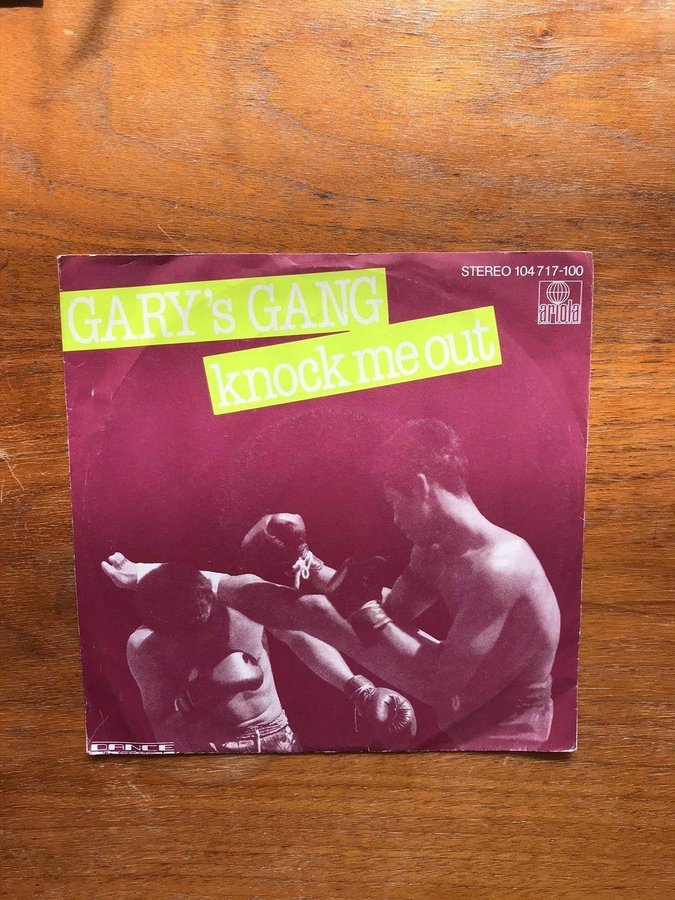 STEREO 104 717-100
GARY's GANG
ariola
knock me out
DANCE